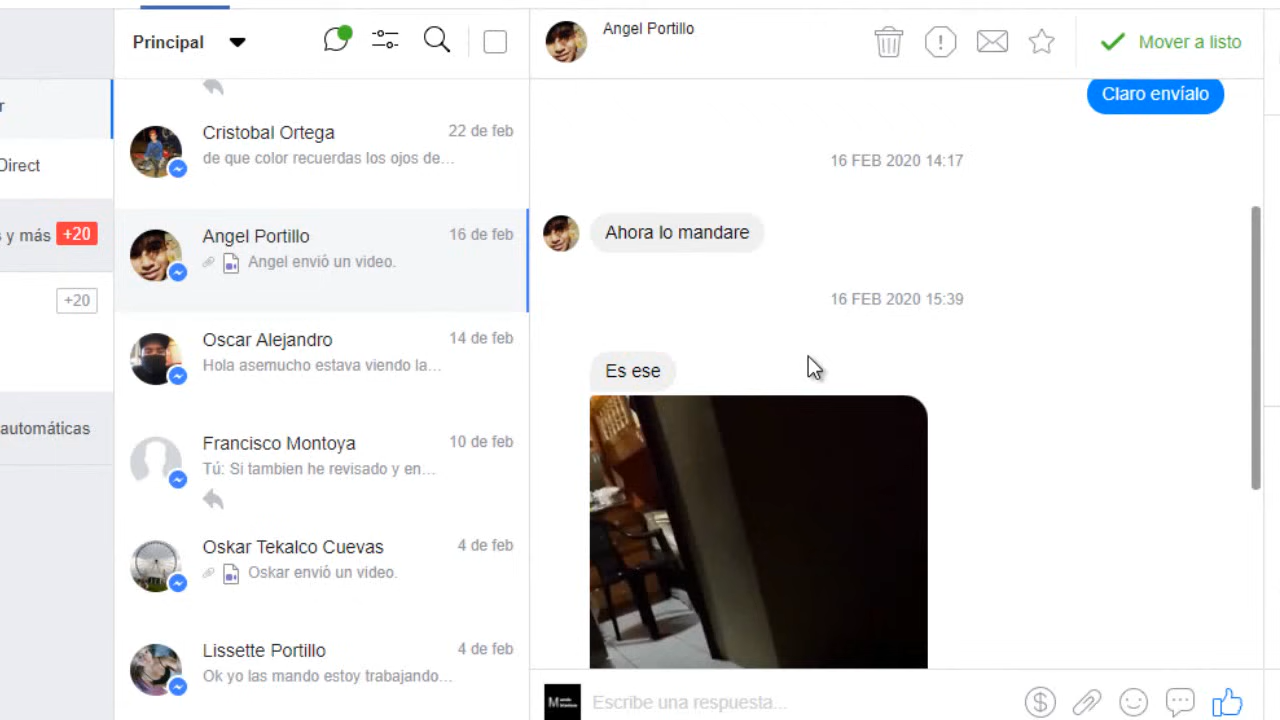 Principal
Angel Portillo
Mover a listo
r
Direct
s y más +20
+20
automáticas
Cristobal Ortega 22 de feb
de que color recuerdas los ojos de...
Angel Portillo 16 de feb
Angel envió un video.
Oscar Alejandro 14 de feb
Hola asemucho estava viendo la...
Francisco Montoya 10 de feb
Tú: Si tambien he revisado y en...
Oskar Tekalco Cuevas 4 de feb
Oskar envió un video.
Lissette Portillo 4 de feb
Ok yo las mando estoy trabajando...
Claro envíalo
16 FEB 2020 14:17
Ahora lo mandare
16 FEB 2020 15:39
Es ese
Escribe una respuesta...